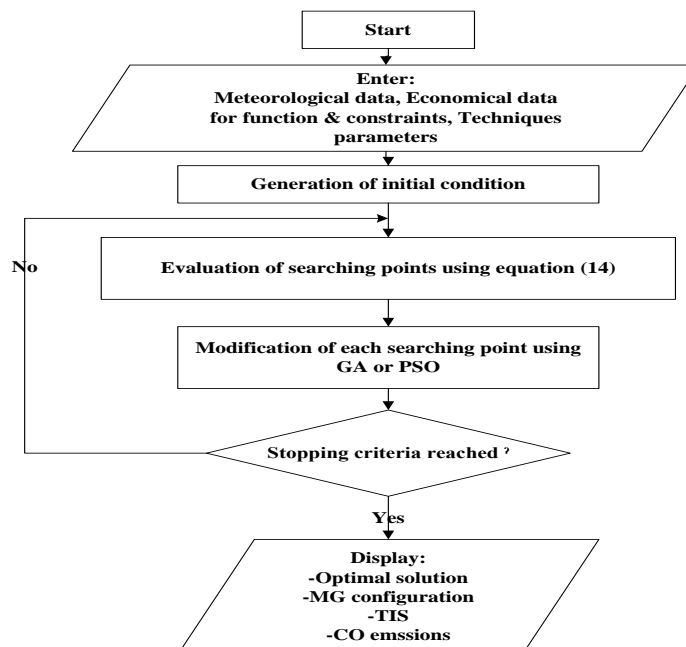 Start
Enter:
Meteorological data, Economical data
for function & constraints, Techniques
parameters
Generation of initial condition
No
Evaluation of searching points using equation (14)
Modification of each searching point using
GA or PSO
Stopping criteria reached ?
Yes
Display:
-Optimal solution
-MG configuration
-TIS
-CO emssions